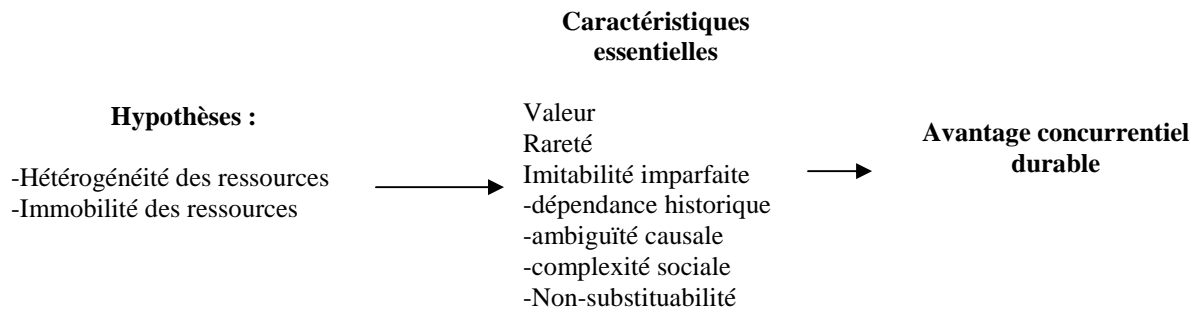 Caractéristiques
essentielles
Hypothèses :
-Hétérogénéité des ressources
-Immobilité des ressources
Valeur
Rareté
Imitabilité imparfaite
-dépendance historique
-ambiguïté causale
-complexité sociale
-Non-substituabilité
Avantage concurrentiel
durable